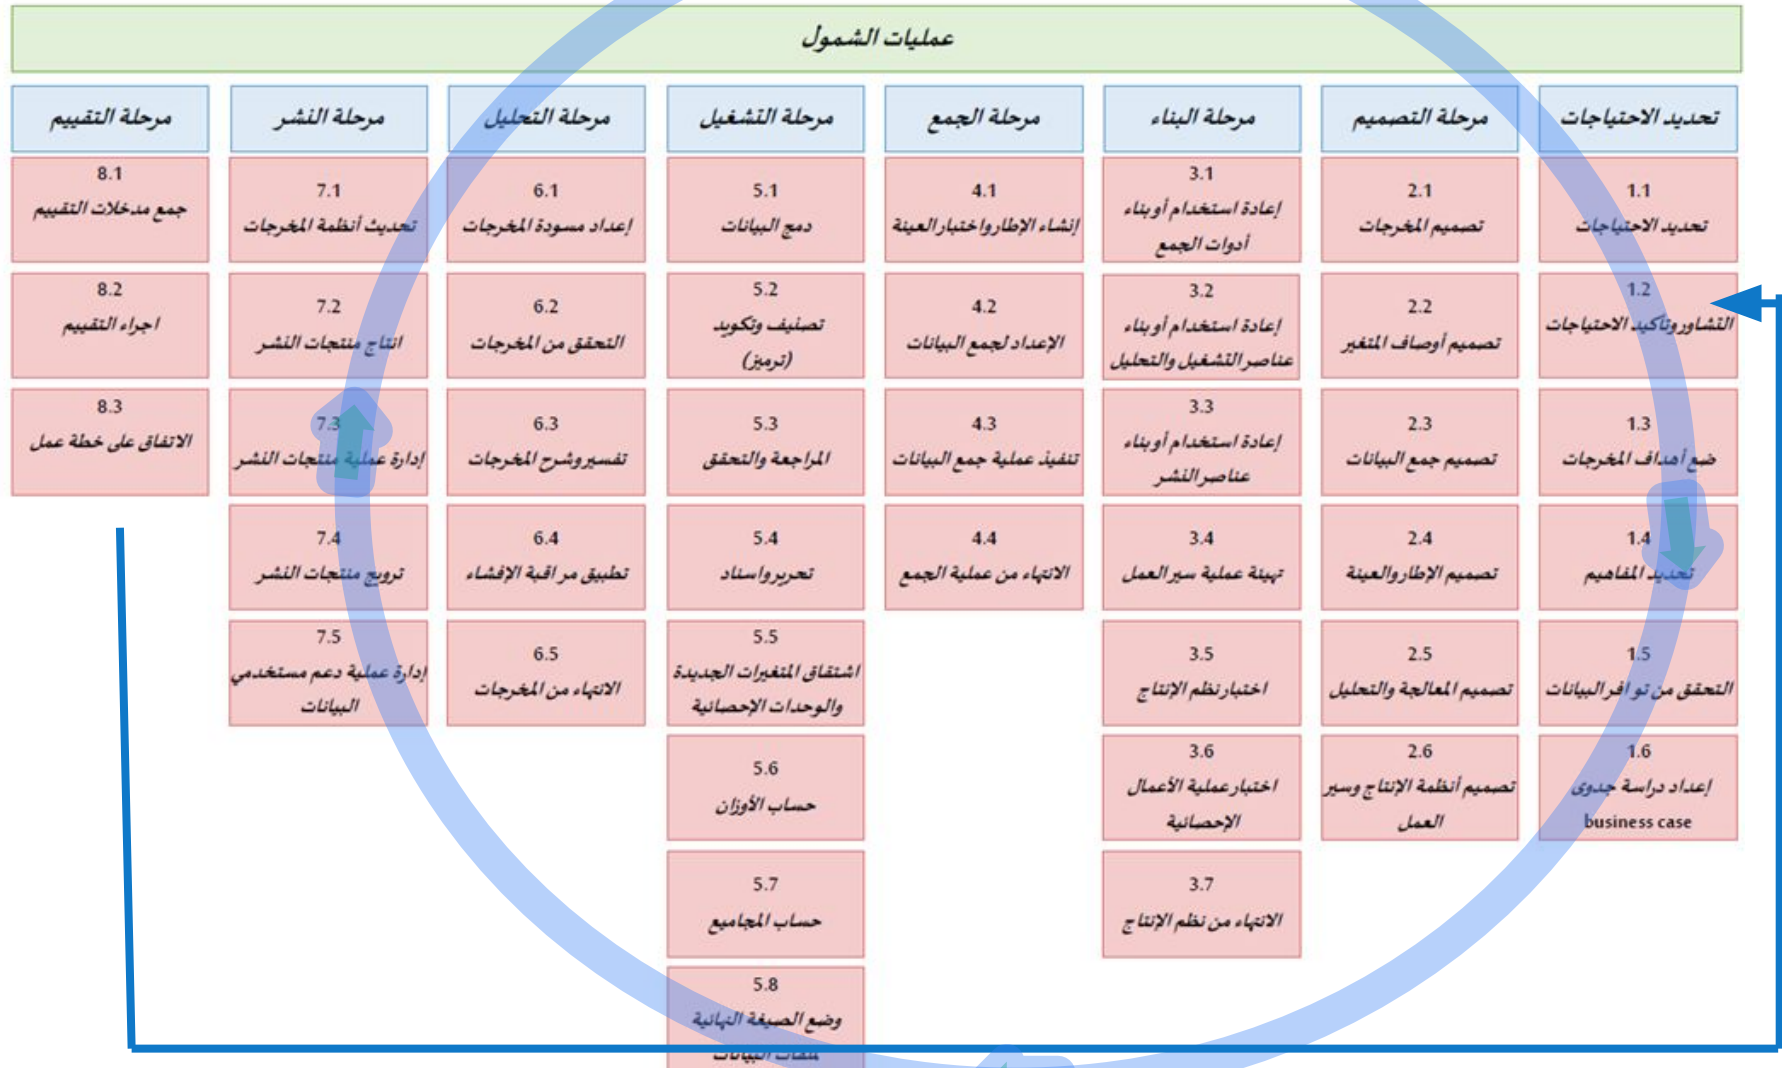 عمليات الشمول
تحديد الاحتياجات
مرحلة التصميم
مرحلة البناء
مرحلة الجمع
مرحلة التشغيل
مرحلة التحليل
مرحلة النشر
مرحلة التقييم
1.1
تحديد الاحتياجات
1.2
التشاور وتأكيد الاحتياجات
1.3
ضع أهداف المخرجات
1.4
تحديد المفاهيم
1.5
التحقق من توافر البيانات
1.6
إعداد دراسة جدوى
business case
2.1
تصميم المخرجات
2.2
تصميم أوصاف المتغير
2.3
تصميم جمع البيانات
2.4
تصميم الإطار والعينة
2.5
تصميم المعالجة والتحليل
2.6
تصميم أنظمة الإنتاج وسير
العمل
3.1
إعادة استخدام أو بناء
أدوات الجمع
3.2
إعادة استخدام أو بناء
عناصر التشغيل والتحليل
3.3
إعادة استخدام أو بناء
عناصر النشر
3.4
تهيئة عملية سير العمل
3.5
اختبار نظم الإنتاج
3.6
اختبار عملية الأعمال
الإحصائية
3.7
الانتهاء من نظم الإنتاج
4.1
إنشاء الإطار واختبار العينة
4.2
الإعداد لجمع البيانات
4.3
تنفيذ عملية جمع البيانات
4.4
الانتهاء من عملية الجمع
5.1
دمج البيانات
5.2
تصنيف وتكويد
(ترميز)
5.3
المراجعة والتحقق
5.4
تحرير واسناد
5.5
اشتقاق المتغيرات الجديدة
والوحدات الإحصائية
5.6
حساب الأوزان
5.7
حساب المجاميع
5.8
وضع الصيغة النهائية
لملفات البيانات
6.1
إعداد مسودة المخرجات
6.2
التحقق من المخرجات
6.3
تفسير وشرح المخرجات
6.4
تطبيق مراقبة الإفشاء
6.5
الانتهاء من المخرجات
7.1
تحديث أنظمة المخرجات
7.2
انتاج منتجات النشر
7.3
إدارة عملية منتجات النشر
7.4
ترويج منتجات النشر
7.5
إدارة عملية دعم مستخدمي
البيانات
8.1
جمع مدخلات التقييم
8.2
اجراء التقييم
8.3
الاتفاق على خطة عمل